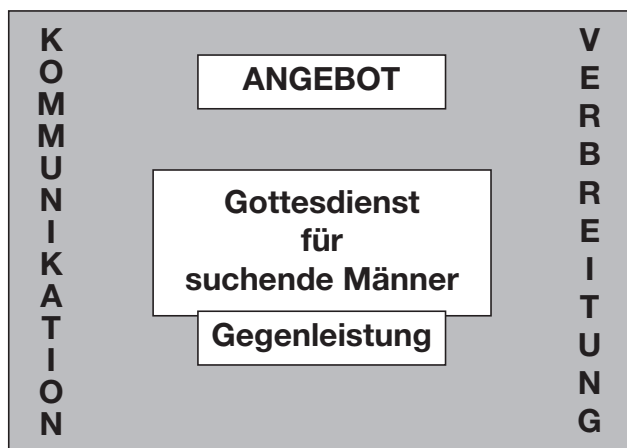 KOMMUNIKATION
ANGEBOT
Gottesdienst
für
suchende Männer
Gegenleistung
VERBREITUNG